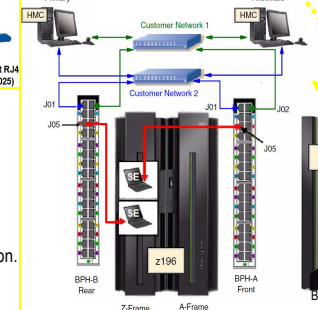 HMC
Customer Network 1
HMC
Customer Network 2
J01
J01
J02
J05
J05
SE
SE
z196
BPH-B
Rear
BPH-A
Front
Z-Frame
A-Frame
025)
on.
B